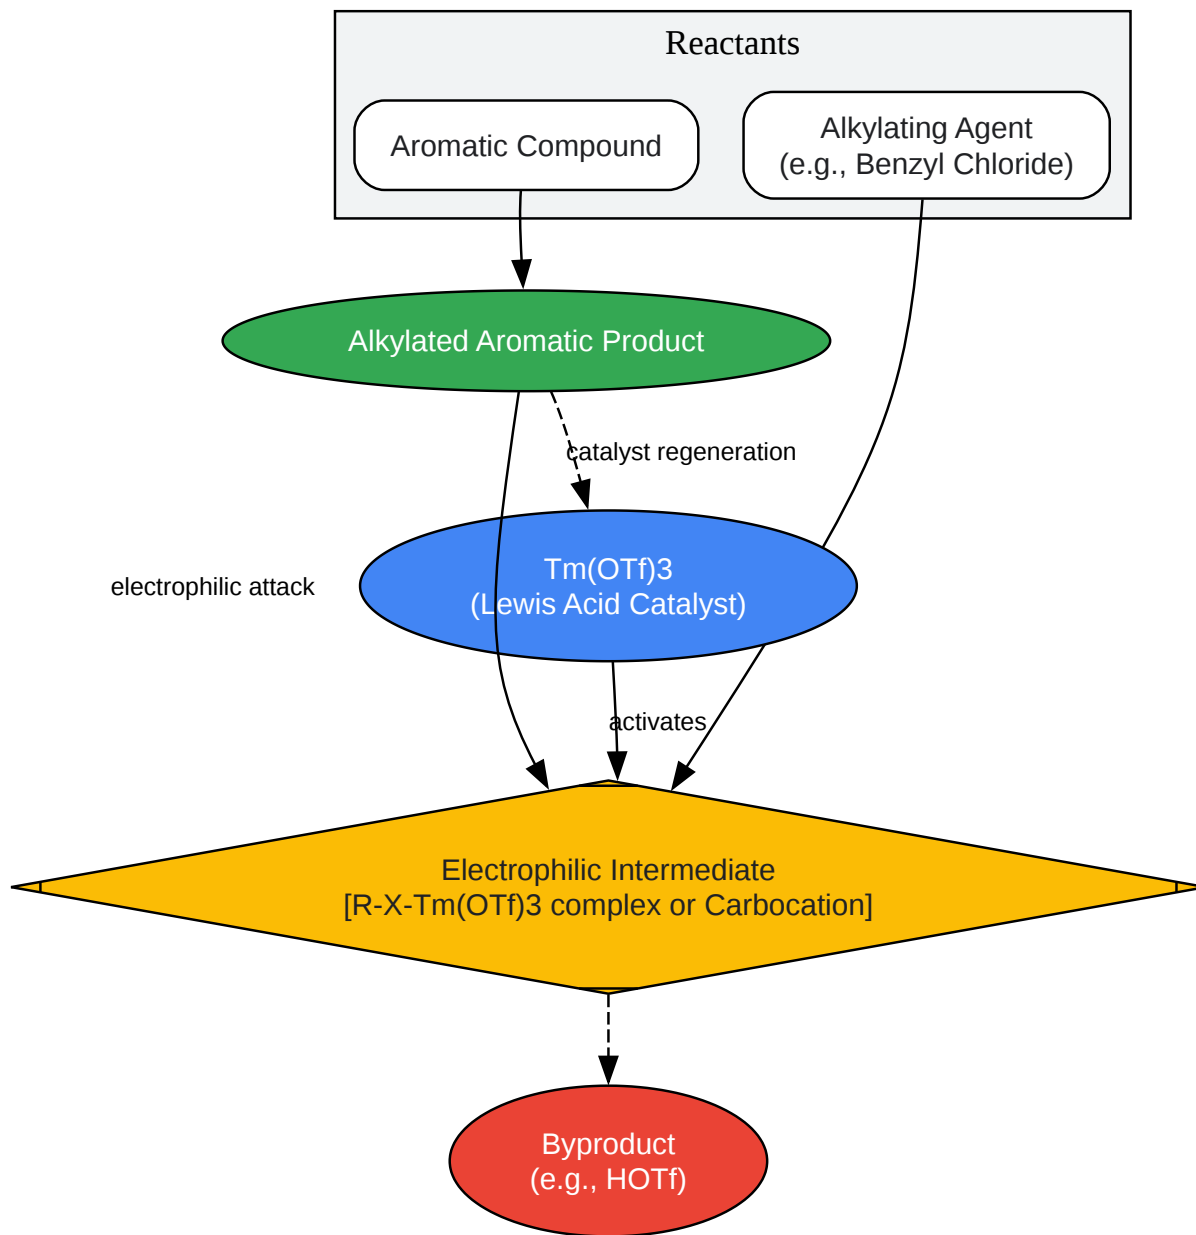 Reactants
Aromatic Compound
Alkylating Agent
(e.g., Benzyl Chloride)
Alkylated Aromatic Product
catalyst regeneration
Tm(OTf)3
(Lewis Acid Catalyst)
electrophilic attack
activates
Electrophilic Intermediate
[R-X-Tm(OTf)3 complex or Carbocation]
Byproduct
(e.g., HOTf)